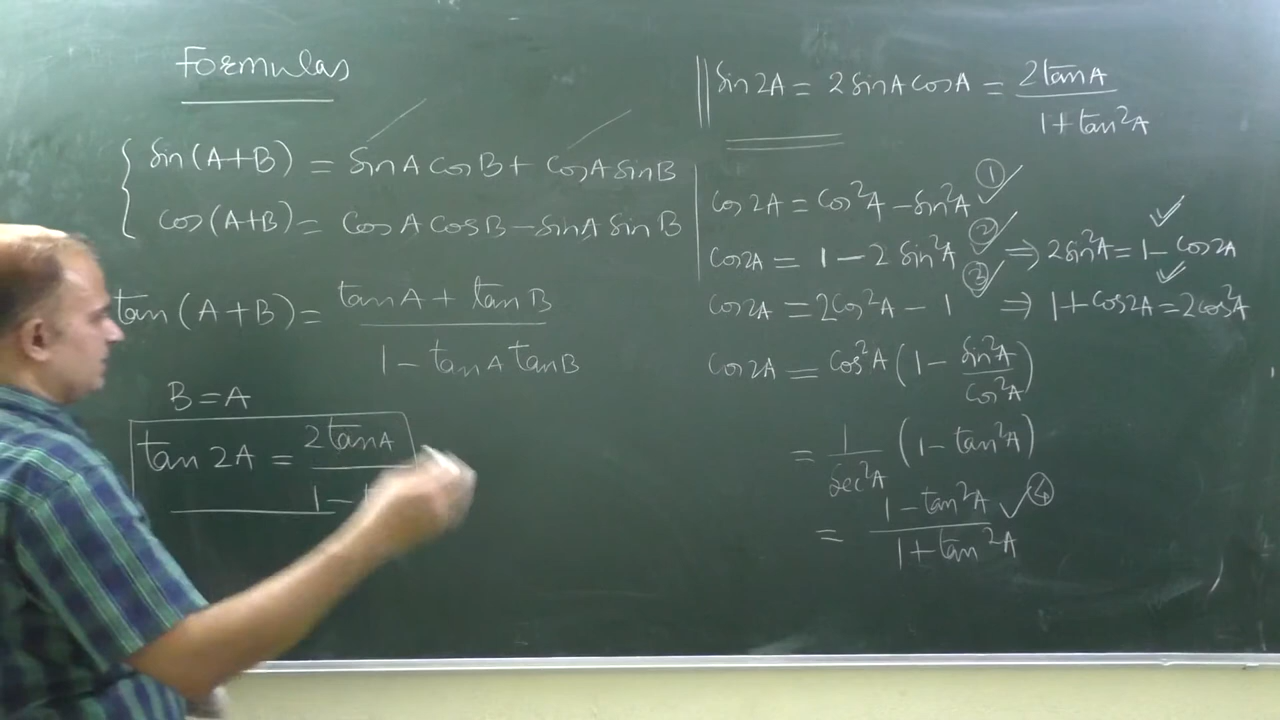 Formulas
sin(A+B) = sinA cosB + cosA sinB
cos(A+B) = cosA cosB − sinA sinB
tan(A+B) = tanA + tanB
1 − tanA tanB
B = A
tan 2A = 2tanA
1 −
sin 2A = 2 sinA cosA = 2tanA
1 + tan²A
cos2A = cos²A − sin²A ① ✓
cos2A = 1 − 2 sin²A ② ✓ ⇒ 2sin²A = 1 − cos2A ✓
cos2A = 2cos²A − 1 ③ ✓ ⇒ 1 + cos2A = 2cos²A ✓
cos2A = cos²A (1 − sin²A / cos²A)
= 1 / sec²A (1 − tan²A)
= 1 − tan²A ✓ ④
1 + tan²A